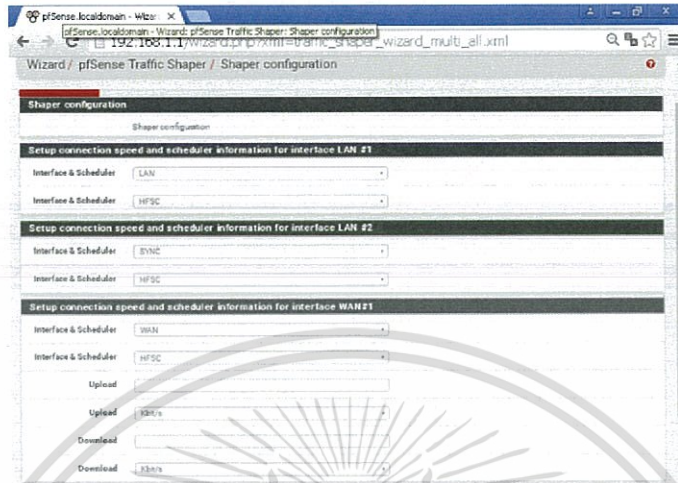 pfSense.localdomain - Wizar
pfSense.localdomain - Wizard: pfSense Traffic Shaper: Shaper configuration
192.168.1.1/wizard.php?xml=traffic_shaper_wizard_multi_all.xml
Wizard / pfSense Traffic Shaper / Shaper configuration
Shaper configuration
Shaper configuration
Setup connection speed and scheduler information for interface LAN #1
Interface & Scheduler LAN
Interface & Scheduler HFSC
Setup connection speed and scheduler information for interface LAN #2
Interface & Scheduler SYNC
Interface & Scheduler HFSC
Setup connection speed and scheduler information for interface WAN#1
Interface & Scheduler WAN
Interface & Scheduler HFSC
Upload
Upload Kbit/s
Download
Download Kbit/s